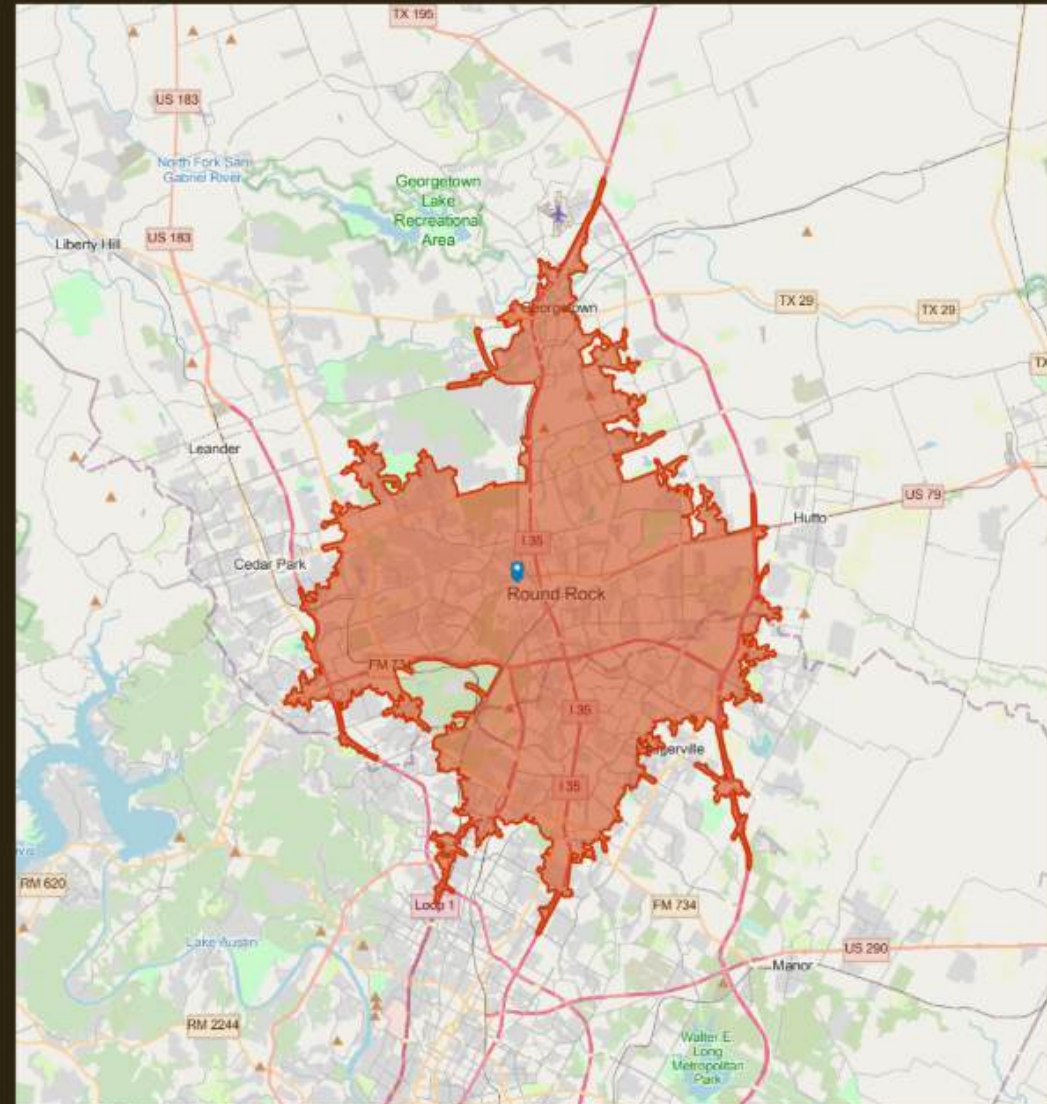 TX 195
US 183
North Fork San
Gabriel River
Georgetown
Lake
Recreational
Area
US 183
Liberty Hill
TX 29
TX 29
Georgetown
TX
Leander
US 79
Hutto
I 35
Cedar Park
Round Rock
FM 734
I 35
I 35
RM 620
Loop 1
FM 734
Lake Austin
US 290
Manor
RM 2244
Walter E.
Long
Metropolitan
Park